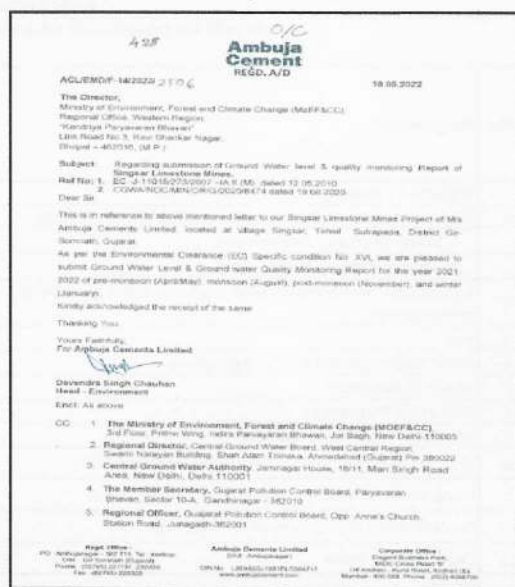 428
O/C
Ambuja
Cement
REGD. A/D
ACL/EMD/F-14/2022/ 2506
18.05.2022
The Director,
Ministry of Environment, Forest and Climate Change (MoEF&CC),
Regional Office, Western Region,
"Kendriya Paryavaran Bhavan"
Link Road No.3, Ravi Shankar Nagar,
Bhopal – 462016, (M.P.)
Subject: Regarding submission of Ground Water level & quality monitoring Report of
Singsar Limestone Mines.
Ref No: 1. EC -J-11015/273/2007 -IA.II (M) dated 12.05.2010
2. CGWA/NOC/MIN/ORIG/2020/8474 dated 19.08.2020
Dear Sir
This is in reference to above mentioned letter to our Singsar Limestone Mines Project of M/s
Ambuja Cements Limited, located at village Singsar, Tehsil Sutrapada, District Gir-
Somnath, Gujarat.
As per the Environmental Clearance (EC) Specific condition No. XVI, we are pleased to
submit Ground Water Level & Ground water Quality Monitoring Report for the year 2021-
2022 of pre-monsoon (April/May), monsoon (August), post-monsoon (November), and winter
(January).
Kindly acknowledged the receipt of the same
Thanking You
Yours Faithfully,
For Ambuja Cements Limited
Devendra Singh Chauhan
Head - Environment
Encl: As above
CC: 1. The Ministry of Environment, Forest and Climate Change (MOEF&CC),
3rd Floor, Prithvi Wing, Indira Paryavaran Bhawan, Jor Bagh, New Delhi-110003
2. Regional Director, Central Ground Water Board, West Central Region,
Swami Narayan Building, Shah Alam Tolnaka, Ahmedabad (Gujarat) Pin 380022
3. Central Ground Water Authority, Jamnagar House, 18/11, Man Singh Road
Area, New Delhi, Delhi 110001
4. The Member Secretary, Gujarat Pollution Control Board, Paryavaran
Bhavan, Sector 10-A, Gandhinagar - 382010
5. Regional Officer, Gujarat Pollution Control Board, Opp. Anne's Church,
Station Road, Junagadh-362001
Regd. Office :
Ambuja Cements Limited
Corporate Office :
Elegant Business Park,
www.ambujacement.com